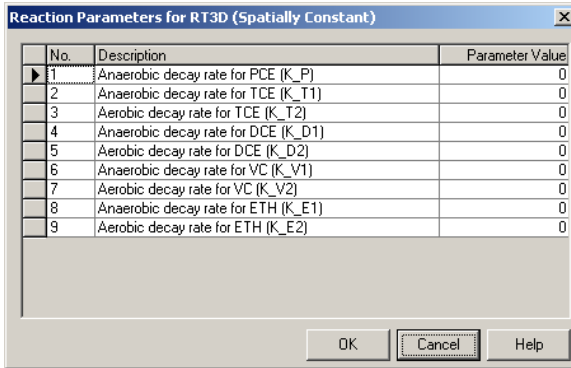 Reaction Parameters for RT3D (Spatially Constant)
No. Description Parameter Value
1 Anaerobic decay rate for PCE (K_P) 0
2 Anaerobic decay rate for TCE (K_T1) 0
3 Aerobic decay rate for TCE (K_T2) 0
4 Anaerobic decay rate for DCE (K_D1) 0
5 Aerobic decay rate for DCE (K_D2) 0
6 Anaerobic decay rate for VC (K_V1) 0
7 Aerobic decay rate for VC (K_V2) 0
8 Anaerobic decay rate for ETH (K_E1) 0
9 Aerobic decay rate for ETH (K_E2) 0
OK Cancel Help